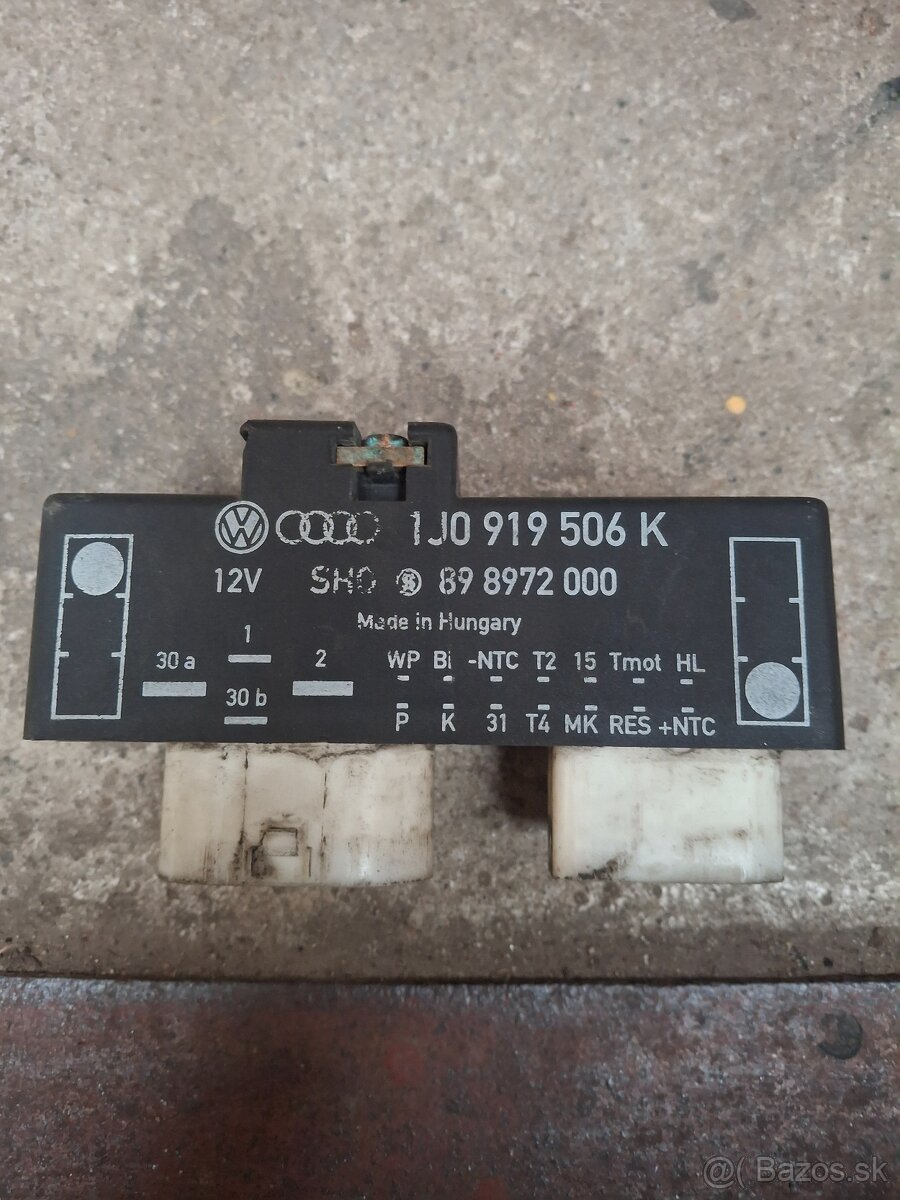 1J0 919 506 K
12V SHO 89 8972 000
Made in Hungary
1
30 a 2 WP BL -NTC T2 15 Tmot HL
30 b
P K 31 T4 MK RES +NTC
@( Bazos.sk